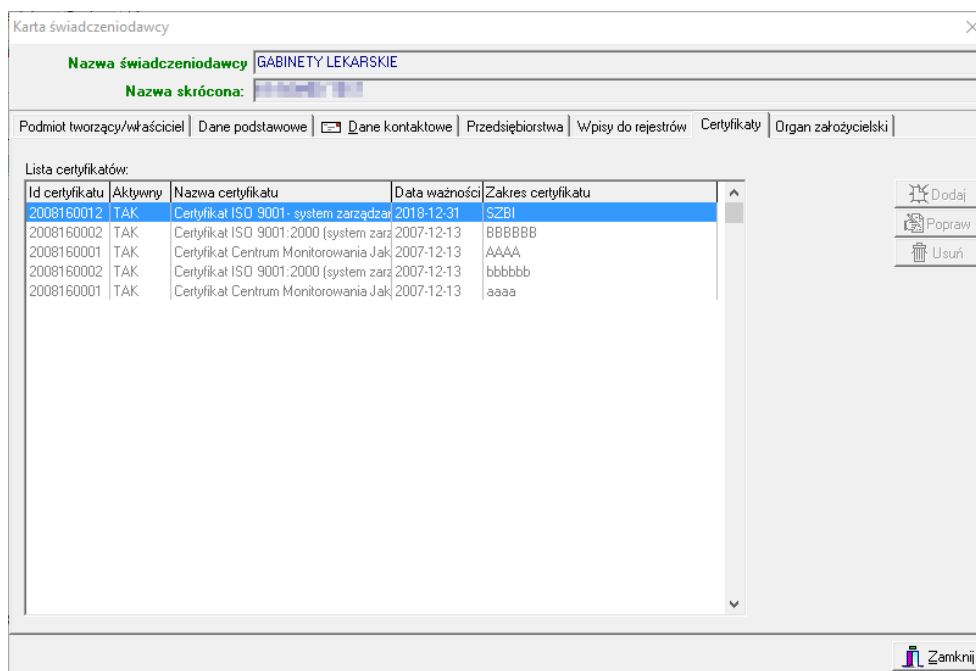 Karta świadczeniodawcy
Nazwa świadczeniodawcy GABINETY LEKARSKIE
Nazwa skrócona:
Podmiot tworzący/właściciel Dane podstawowe Dane kontaktowe Przedsiębiorstwa Wpisy do rejestrów Certyfikaty Organ założycielski
Lista certyfikatów:
Id certyfikatu Aktywny Nazwa certyfikatu Data ważności Zakres certyfikatu
2008160012 TAK Certyfikat ISO 9001- system zarządzar 2018-12-31 SZBI
2008160002 TAK Certyfikat ISO 9001:2000 (system zarz 2007-12-13 BBBBBB
2008160001 TAK Certyfikat Centrum Monitorowania Jak 2007-12-13 AAAA
2008160002 TAK Certyfikat ISO 9001:2000 (system zarz 2007-12-13 bbbbbb
2008160001 TAK Certyfikat Centrum Monitorowania Jak 2007-12-13 aaaa
Dodaj
Popraw
Usuń
Zamknij